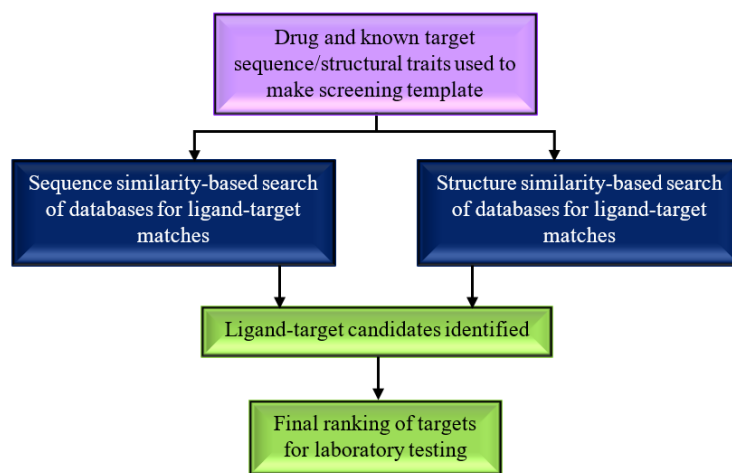 Drug and known target
sequence/structural traits used to
make screening template
Sequence similarity-based search
of databases for ligand-target
matches
Structure similarity-based search
of databases for ligand-target
matches
Ligand-target candidates identified
Final ranking of targets
for laboratory testing